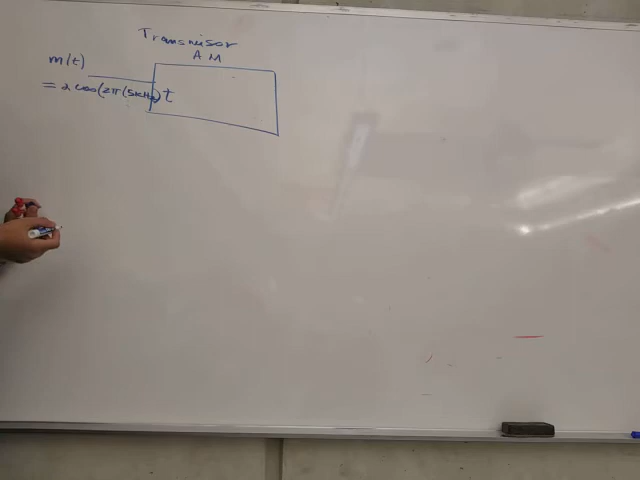 Transmisor
AM
m(t)
= 2 cos(2π(5kHz)t